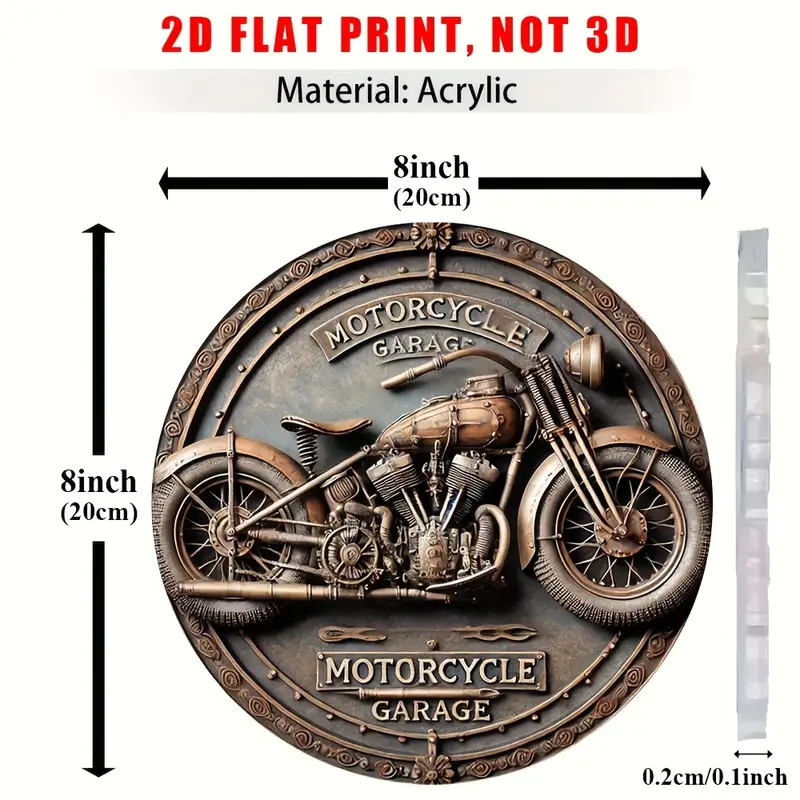 2D FLAT PRINT, NOT 3D
Material: Acrylic
8inch
(20cm)
8inch
(20cm)
MOTORCYCLE
GARAGE
MOTORCYCLE
GARAGE
0.2cm/0.1inch